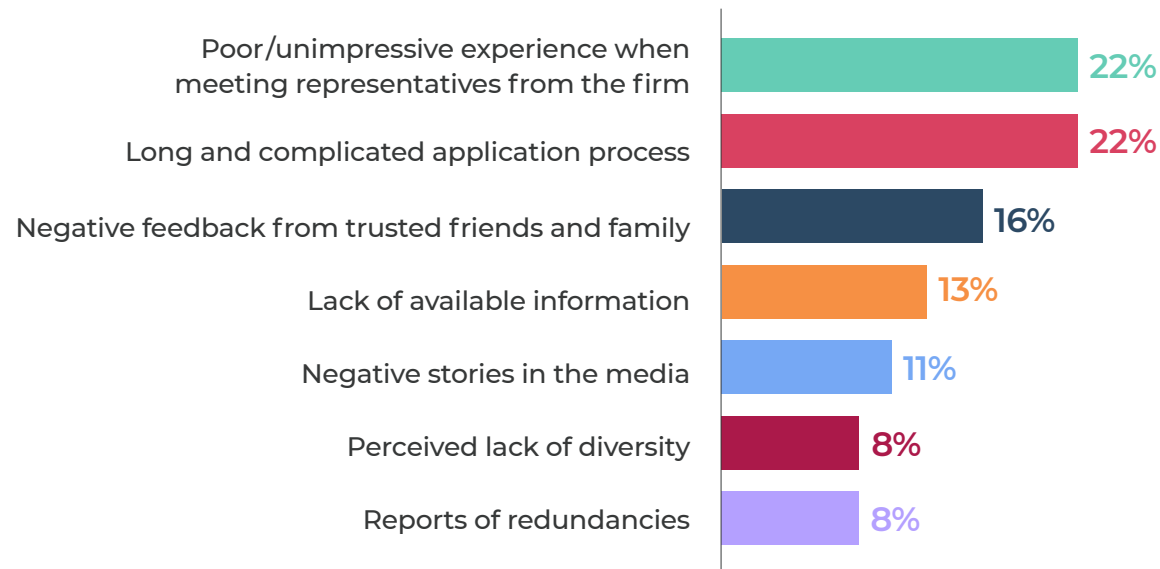 Poor/unimpressive experience when
meeting representatives from the firm
22%
Long and complicated application process
22%
Negative feedback from trusted friends and family
16%
Lack of available information
13%
Negative stories in the media
11%
Perceived lack of diversity
8%
Reports of redundancies
8%